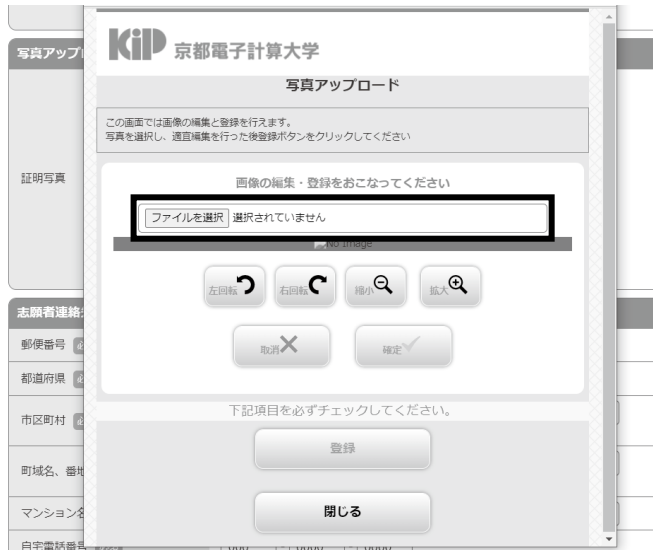 KiP 京都電子計算大学
写真アップロード
この画面では画像の編集と登録を行えます。
写真を選択し、適宜編集を行った後登録ボタンをクリックしてください
画像の編集・登録をおこなってください
ファイルを選択 選択されていません
No Image
左回転 右回転 縮小 拡大
取消 確定
下記項目を必ずチェックしてください。
登録
閉じる
写真アップ
証明写真
志願者連絡
郵便番号
都道府県
市区町村
町域名、番地
マンション名
自宅電話番号